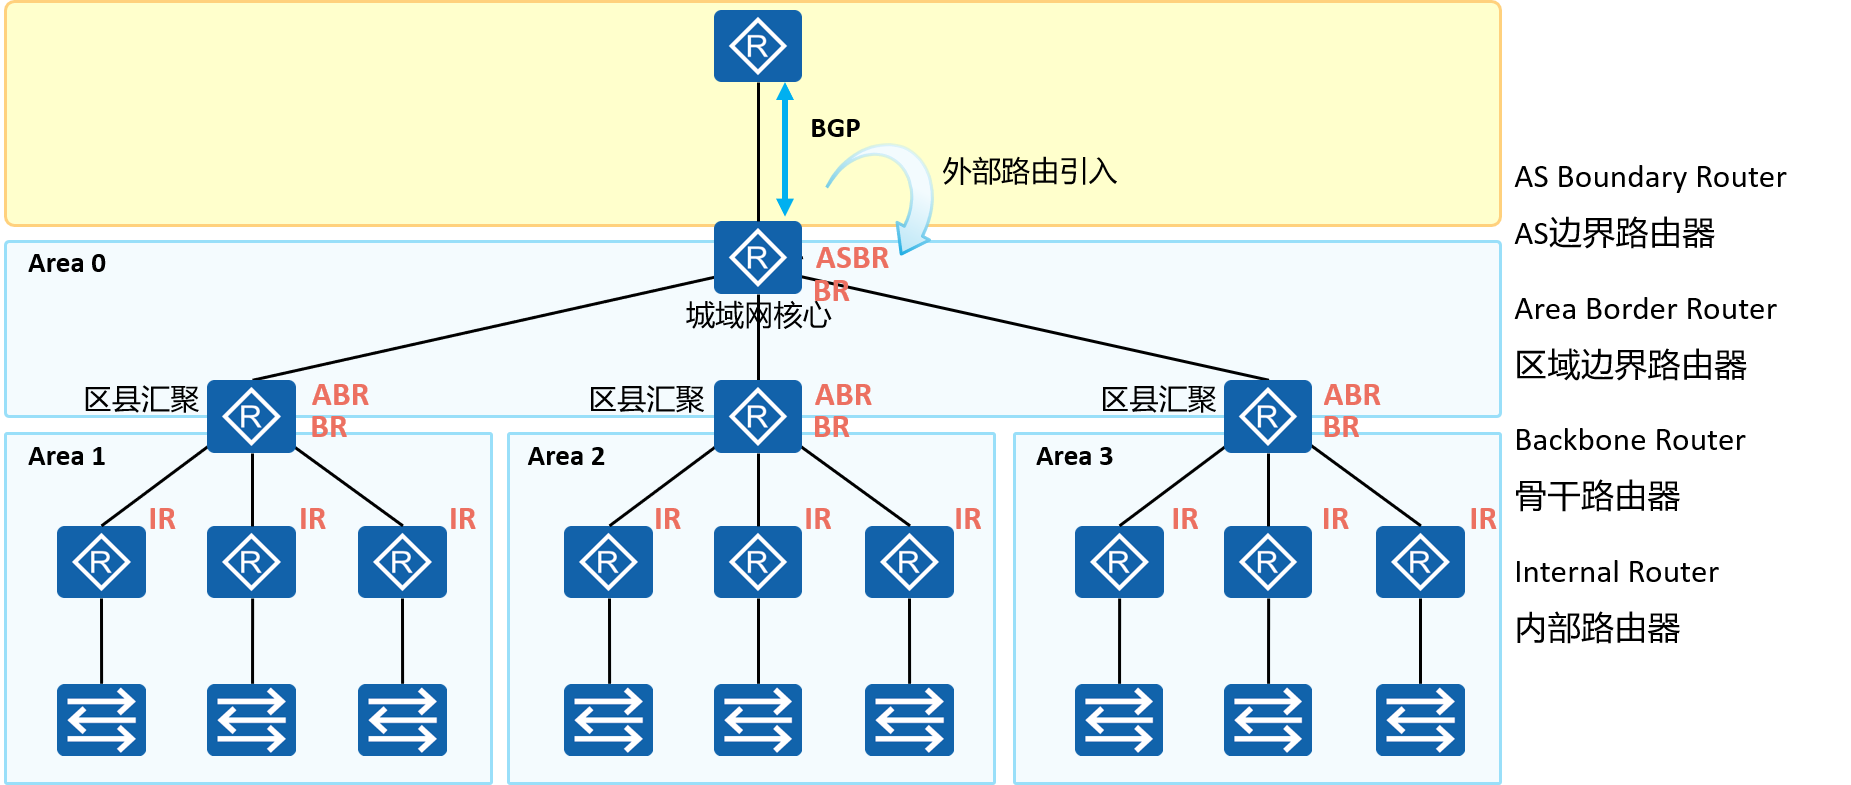 R
BGP
外部路由引入
Area 0
R
ASBR
BR
城域网核心
区县汇聚
R
ABR
BR
区县汇聚
R
ABR
BR
区县汇聚
R
ABR
BR
Area 1
IR
IR
IR
R
R
R
Area 2
IR
IR
IR
R
R
R
Area 3
IR
IR
IR
R
R
R
AS Boundary Router
AS边界路由器
Area Border Router
区域边界路由器
Backbone Router
骨干路由器
Internal Router
内部路由器